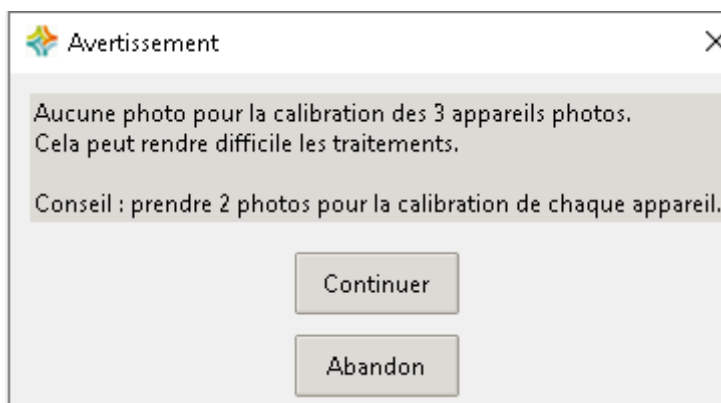 Avertissement
Aucune photo pour la calibration des 3 appareils photos.
Cela peut rendre difficile les traitements.
Conseil : prendre 2 photos pour la calibration de chaque appareil.
Continuer
Abandon